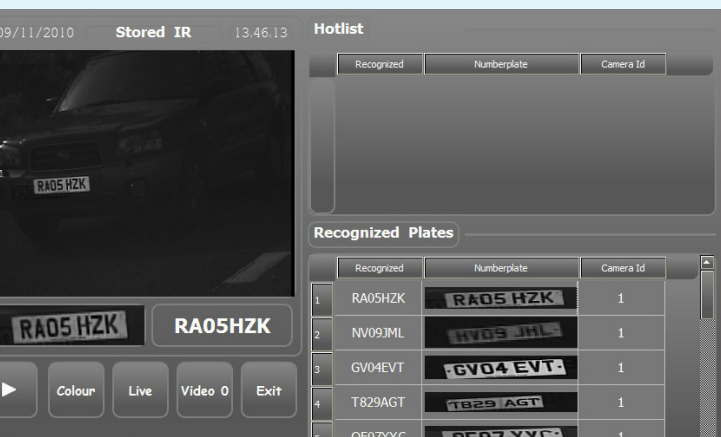 09/11/2010 Stored IR 13.46.13
RA05 HZK
RA05 HZK RA05HZK
Colour Live Video 0 Exit
Hotlist
Recognized Numberplate Camera Id
Recognized Plates
Recognized Numberplate Camera Id
1 RA05HZK RA05 HZK 1
2 NV09JML 1
3 GV04EVT GV04 EVT 1
4 T829AGT T829 AGT 1